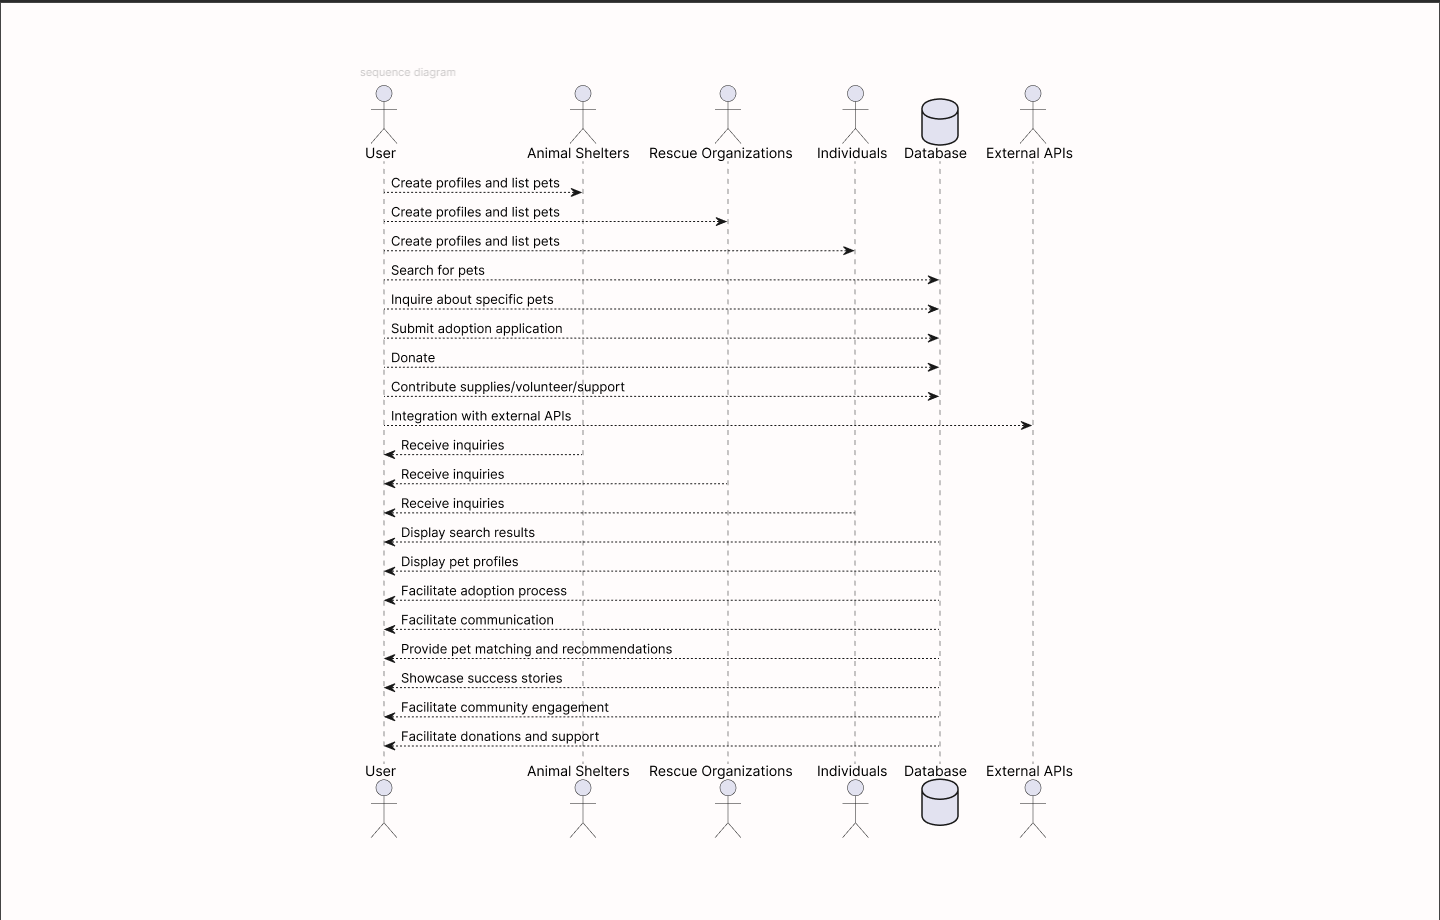 sequence diagram
User Animal Shelters Rescue Organizations Individuals Database External APIs
Create profiles and list pets
Create profiles and list pets
Create profiles and list pets
Search for pets
Inquire about specific pets
Submit adoption application
Donate
Contribute supplies/volunteer/support
Integration with external APIs
Receive inquiries
Receive inquiries
Receive inquiries
Display search results
Display pet profiles
Facilitate adoption process
Facilitate communication
Provide pet matching and recommendations
Showcase success stories
Facilitate community engagement
Facilitate donations and support
User Animal Shelters Rescue Organizations Individuals Database External APIs